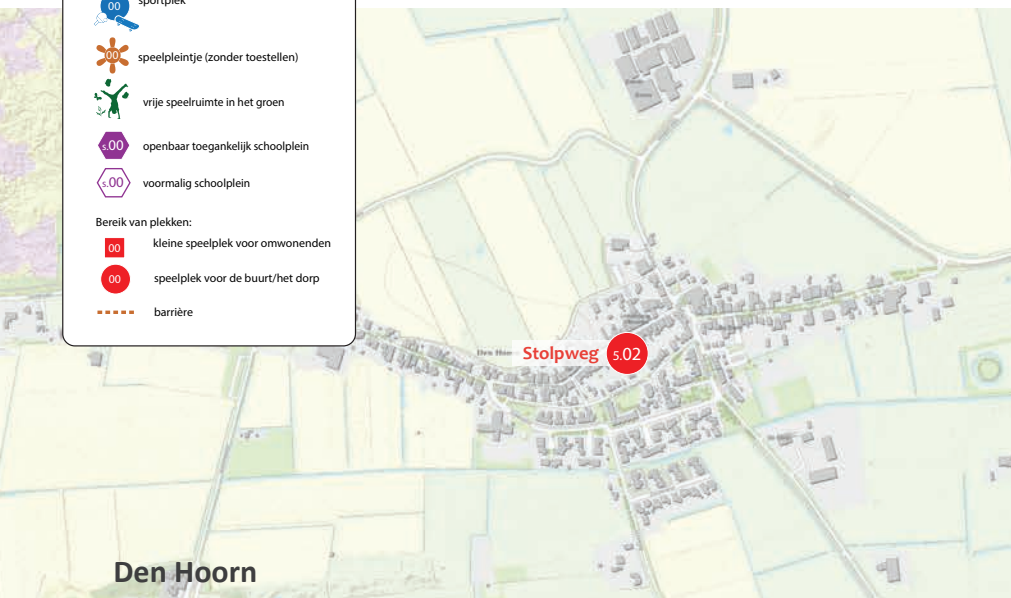 00 sportplek
00 speelpleintje (zonder toestellen)
vrije speelruimte in het groen
s.00 openbaar toegankelijk schoolplein
s.00 voormalig schoolplein
Bereik van plekken:
00 kleine speelplek voor omwonenden
00 speelplek voor de buurt/het dorp
barrière
Stolpweg s.02
Den Hoorn